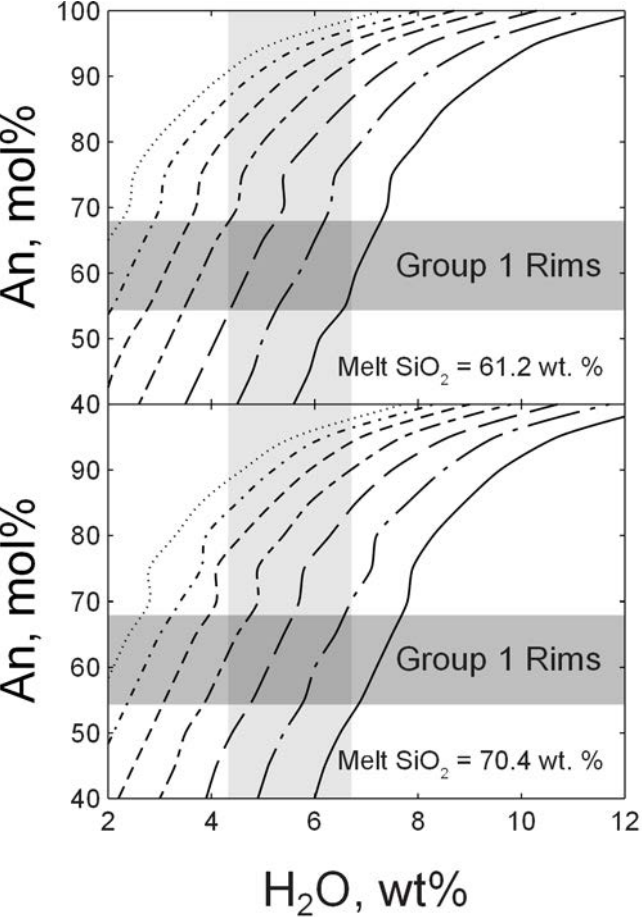 100
90
80
70
60
50
40
An, mol%
Group 1 Rims
Melt SiO₂ = 61.2 wt. %
90
80
70
60
50
40
An, mol%
Group 1 Rims
Melt SiO₂ = 70.4 wt. %
2 4 6 8 10 12
H₂O, wt%